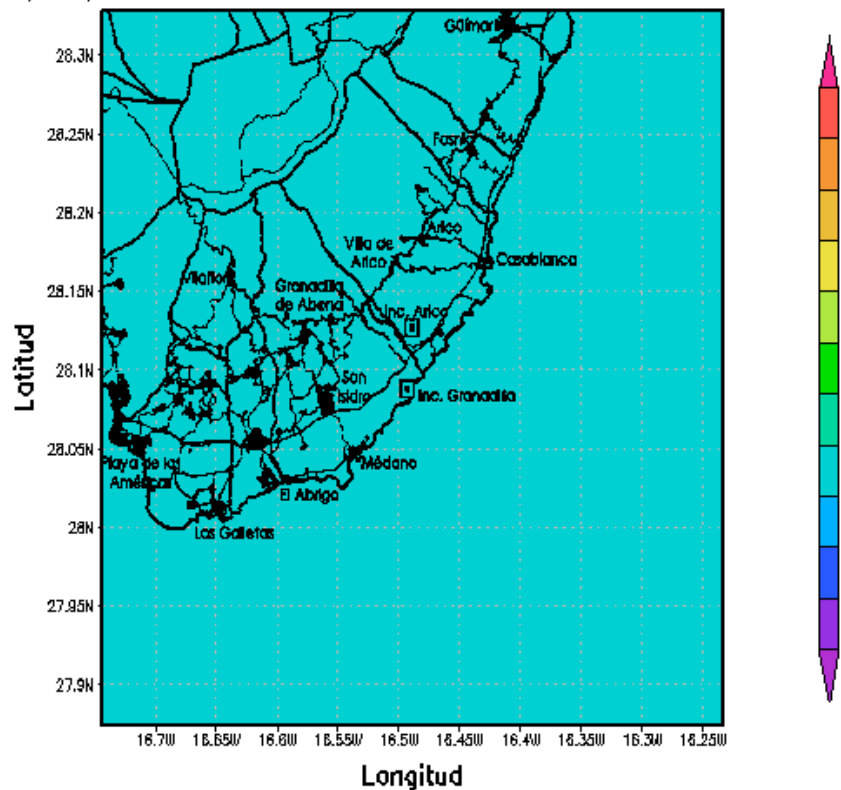 Güímar
28.3N
28.25N
Fasnia
28.2N
Arico
Villa de
Arico
Casablanca
Vilaflor
Granadilla
de Abona
28.15N
Inc. Arico
28.1N
San
Isidro
Inc. Granadilla
28.05N
Playa de las
Américas
Médano
Abrigo
28N
Las Galletas
27.95N
27.9N
16.7W 16.65W 16.6W 16.55W 16.5W 16.45W 16.4W 16.35W 16.3W 16.25W
Latitud
Longitud